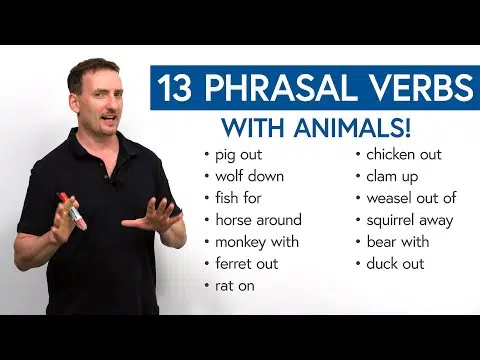 13 PHRASAL VERBS
WITH ANIMALS!
• pig out
• wolf down
• fish for
• horse around
• monkey with
• ferret out
• rat on
• chicken out
• clam up
• weasel out of
• squirrel away
• bear with
• duck out